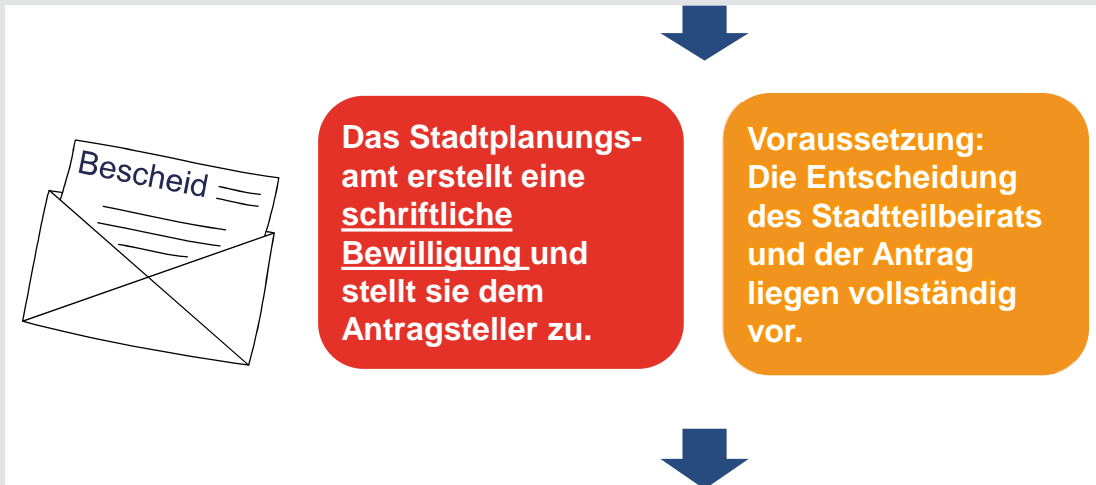 Bescheid
Das Stadtplanungs-
amt erstellt eine
schriftliche
Bewilligung und
stellt sie dem
Antragsteller zu.
Voraussetzung:
Die Entscheidung
des Stadtteilbeirats
und der Antrag
liegen vollständig
vor.